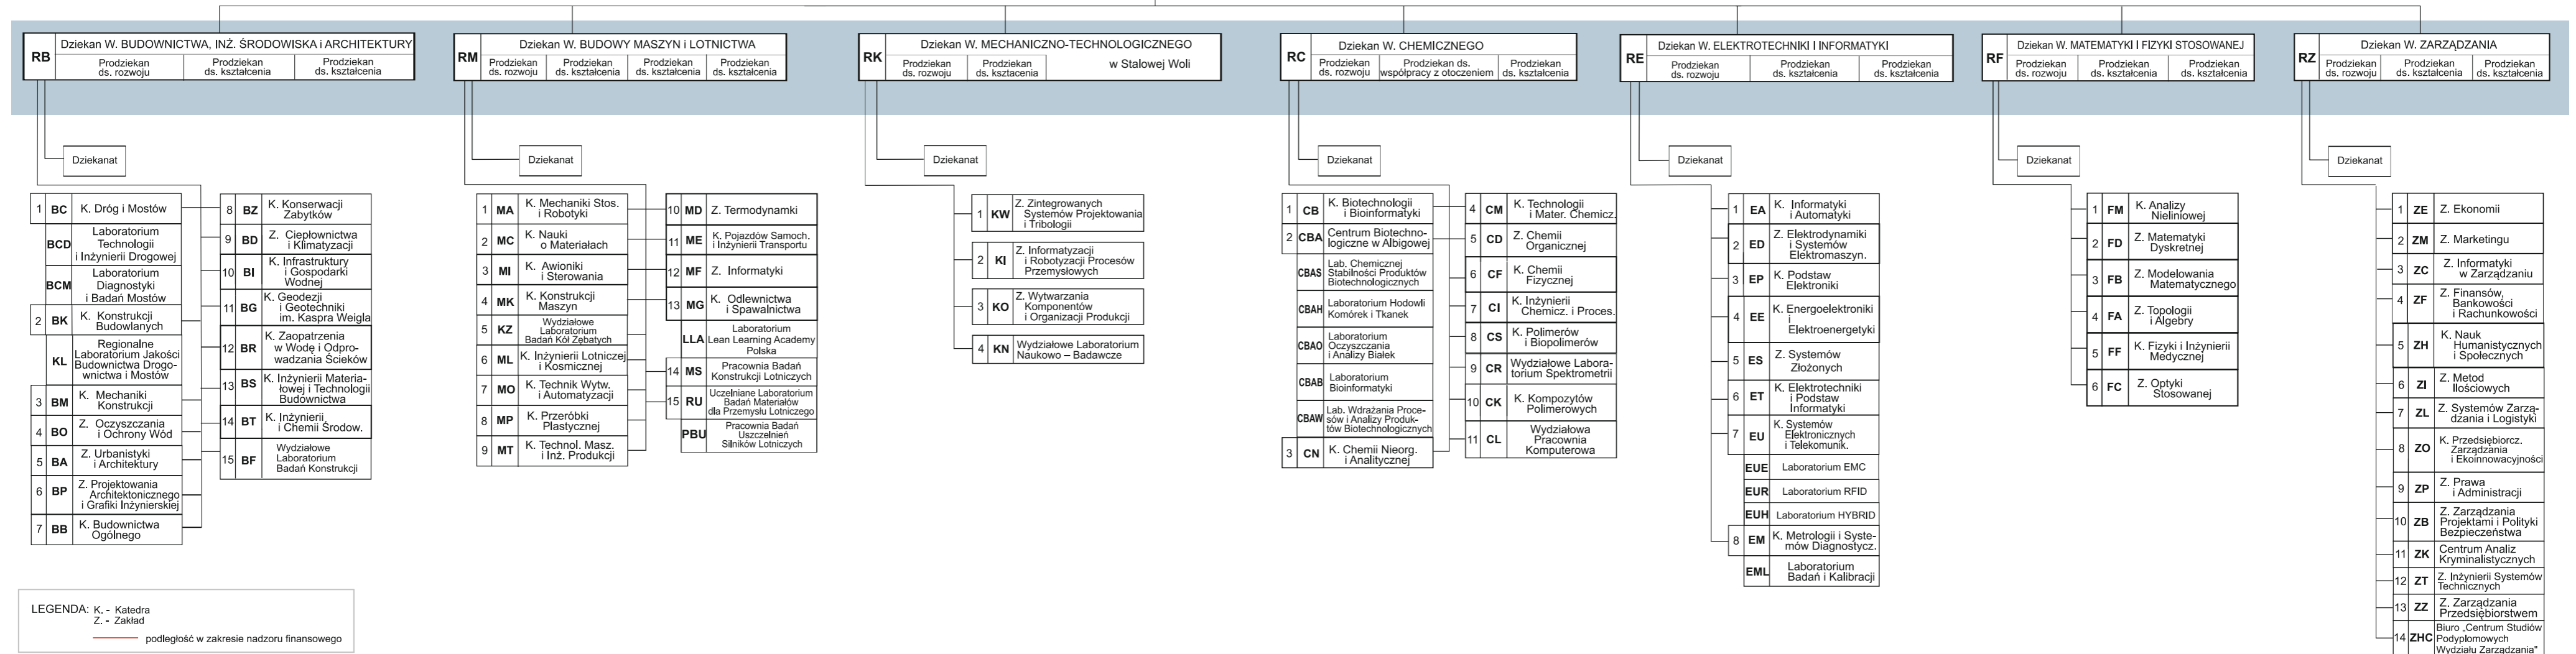 RB
Dziekan W. BUDOWNICTWA, INŻ. ŚRODOWISKA i ARCHITEKTURY
Prodziekan
ds. rozwoju
Prodziekan
ds. kształcenia
Prodziekan
ds. kształcenia
Dziekanat
1 BC K. Dróg i Mostów
BCD Laboratorium
Technologii
i Inżynierii Drogowej
BCM Laboratorium
Diagnostyki
i Badań Mostów
2 BK K. Konstrukcji
Budowlanych
KL Regionalne
Laboratorium Jakości
Budownictwa Drogo-
wnictwa i Mostów
3 BM K. Mechaniki
Konstrukcji
4 BO Z. Oczyszczania
i Ochrony Wód
5 BA Z. Urbanistyki
i Architektury
6 BP Z. Projektowania
Architektonicznego
i Grafiki Inżynierskiej
7 BB K. Budownictwa
Ogólnego
8 BZ K. Konserwacji
Zabytków
9 BD Z. Ciepłownictwa
i Klimatyzacji
10 BI K. Infrastruktury
i Gospodarki
Wodnej
11 BG K. Geodezji
i Geotechniki
im. Kaspra Weigla
12 BR K. Zaopatrzenia
w Wodę i Odpro-
wadzania Ścieków
13 BS K. Inżynierii Materia-
łowej i Technologii
Budownictwa
14 BT K. Inżynierii
i Chemii Środow.
15 BF Wydziałowe
Laboratorium
Badań Konstrukcji
RM
Dziekan W. BUDOWY MASZYN i LOTNICTWA
Prodziekan
ds. rozwoju
Prodziekan
ds. kształcenia
Prodziekan
ds. kształcenia
Prodziekan
ds. kształcenia
Dziekanat
1 MA K. Mechaniki Stos.
i Robotyki
2 MC K. Nauki
o Materiałach
3 MI K. Awioniki
i Sterowania
4 MK K. Konstrukcji
Maszyn
5 KZ Wydziałowe
Laboratorium
Badań Kół Zębatych
6 ML K. Inżynierii Lotniczej
i Kosmicznej
7 MO K. Technik Wytw.
i Automatyzacji
8 MP K. Przeróbki
Plastycznej
9 MT K. Technol. Masz.
i Inż. Produkcji
10 MD Z. Termodynamki
11 ME K. Pojazdów Samoch.
i Inżynierii Transportu
12 MF Z. Informatyki
13 MG K. Odlewnictwa
i Spawalnictwa
LLA Laboratorium
Lean Learning Academy
Polska
14 MS Pracownia Badań
Konstrukcji Lotniczych
15 RU Uczelniane Laboratorium
Badań Materiałów
dla Przemysłu Lotniczego
PBU Pracownia Badań
Uszczelnień
Silników Lotniczych
RK
Dziekan W. MECHANICZNO-TECHNOLOGICZNEGO
w Stalowej Woli
Prodziekan
ds. rozwoju
Prodziekan
ds. kształcenia
Dziekanat
1 KW Z. Zintegrowanych
Systemów Projektowania
i Tribologii
2 KI Z. Informatyzacji
i Robotyzacji Procesów
Przemysłowych
3 KO Z. Wytwarzania
Komponentów
i Organizacji Produkcji
4 KN Wydziałowe Laboratorium
Naukowo – Badawcze
RC
Dziekan W. CHEMICZNEGO
Prodziekan
ds. rozwoju
Prodziekan ds.
współpracy z otoczeniem
Prodziekan
ds. kształcenia
Dziekanat
1 CB K. Biotechnologii
i Bioinformatyki
2 CBA Centrum Biotechno-
logiczne w Albigowej
CBAS Lab. Chemicznej
Stabilności Produktów
Biotechnologicznych
CBAH Laboratorium Hodowli
Komórek i Tkanek
CBAO Laboratorium
Oczyszczania
i Analizy Białek
CBAB Laboratorium
Bioinformatyki
CBAW Lab. Wdrażania Proce-
sów i Analizy Produk-
tów Biotechnologicznych
3 CN K. Chemii Nieorg.
i Analitycznej
4 CM K. Technologii
i Mater. Chemicz.
5 CD Z. Chemii
Organicznej
6 CF K. Chemii
Fizycznej
7 CI K. Inżynierii
Chemicz. i Proces.
8 CS K. Polimerów
i Biopolimerów
9 CR Wydziałowe Labora-
torium Spektrometrii
10 CK K. Kompozytów
Polimerowych
11 CL Wydziałowa
Pracownia
Komputerowa
RE
Dziekan W. ELEKTROTECHNIKI I INFORMATYKI
Prodziekan
ds. rozwoju
Prodziekan
ds. kształcenia
Prodziekan
ds. kształcenia
Dziekanat
1 EA K. Informatyki
i Automatyki
2 ED Z. Elektrodynamiki
i Systemów
Elektromaszyn.
3 EP K. Podstaw
Elektroniki
4 EE K. Energoelektroniki
i
Elektroenergetyki
5 ES Z. Systemów
Złożonych
6 ET K. Elektrotechniki
i Podstaw
Informatyki
7 EU K. Systemów
Elektronicznych
i Telekomunik.
EUE Laboratorium EMC
EUR Laboratorium RFID
EUH Laboratorium HYBRID
8 EM K. Metrologii i Syste-
mów Diagnostycz.
EML Laboratorium
Badań i Kalibracji
RF
Dziekan W. MATEMATYKI I FIZYKI STOSOWANEJ
Prodziekan
ds. rozwoju
Prodziekan
ds. kształcenia
Prodziekan
ds. kształcenia
Dziekanat
1 FM K. Analizy
Nieliniowej
2 FD Z. Matematyki
Dyskretnej
3 FB Z. Modelowania
Matematycznego
4 FA Z. Topologii
i Algebry
5 FF K. Fizyki i Inżynierii
Medycznej
6 FC Z. Optyki
Stosowanej
RZ
Dziekan W. ZARZĄDZANIA
Prodziekan
ds. rozwoju
Prodziekan
ds. kształcenia
Prodziekan
ds. kształcenia
Dziekanat
1 ZE Z. Ekonomii
2 ZM Z. Marketingu
3 ZC Z. Informatyki
w Zarządzaniu
4 ZF Z. Finansów,
Bankowości
i Rachunkowości
5 ZH K. Nauk
Humanistycznych
i Społecznych
6 ZI Z. Metod
Ilościowych
7 ZL Z. Systemów Zarzą-
dzania i Logistyki
8 ZO K. Przedsiębiorcz.
Zarządzania
i Ekoinnowacyjności
9 ZP Z. Prawa
i Administracji
10 ZB Z. Zarządzania
Projektami i Polityki
Bezpieczeństwa
11 ZK Centrum Analiz
Kryminalistycznych
12 ZT Z. Inżynierii Systemów
Technicznych
13 ZZ Z. Zarządzania
Przedsiębiorstwem
14 ZHC Biuro „Centrum Studiów
Podyplomowych
Wydziału Zarządzania"
LEGENDA: K. - Katedra
Z. - Zakład
podległość w zakresie nadzoru finansowego